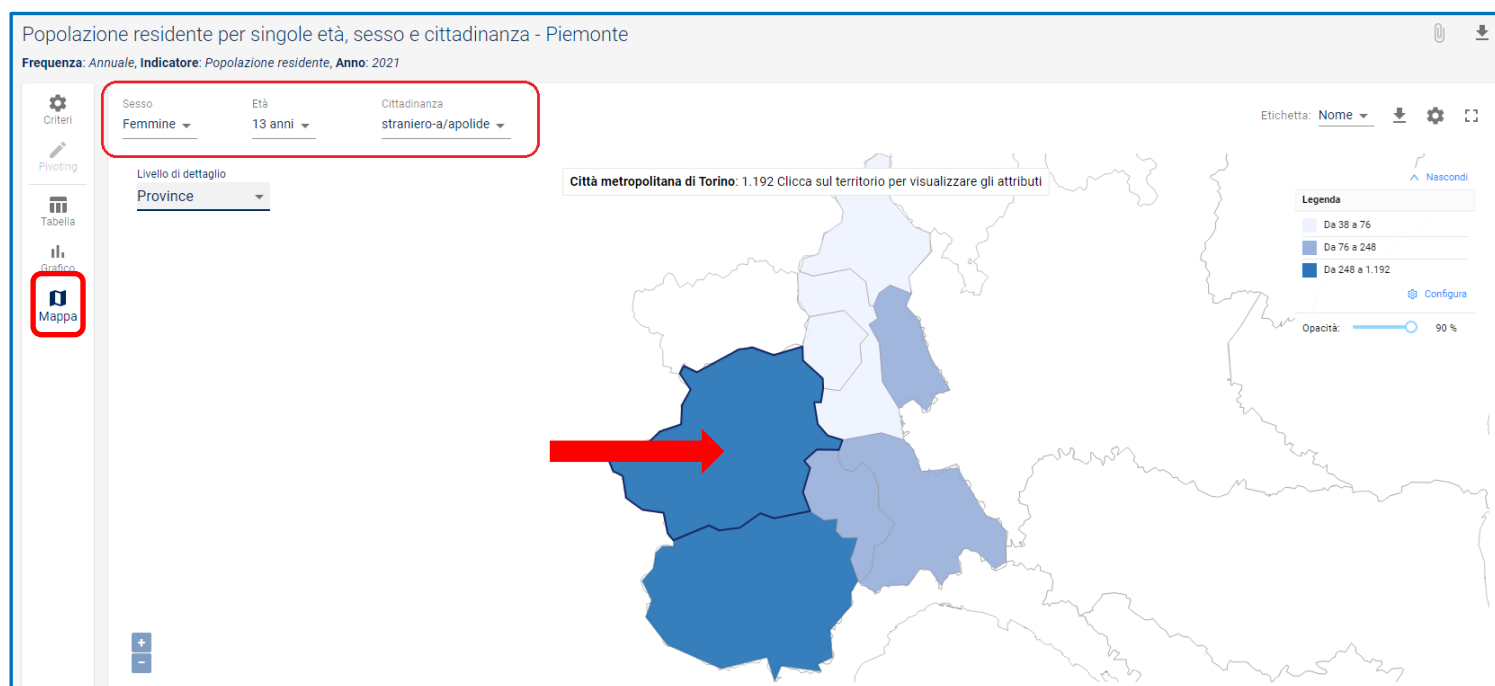 Popolazione residente per singole età, sesso e cittadinanza - Piemonte
Frequenza: Annuale, Indicatore: Popolazione residente, Anno: 2021
Criteri
Pivoting
Tabella
Grafico
Mappa
Sesso
Femmine
Età
13 anni
Cittadinanza
straniero-a/apolide
Etichetta: Nome
Livello di dettaglio
Province
Città metropolitana di Torino: 1.192 Clicca sul territorio per visualizzare gli attributi
Nascondi
Legenda
Da 38 a 76
Da 76 a 248
Da 248 a 1.192
Configura
Opacità: 90 %
+
-